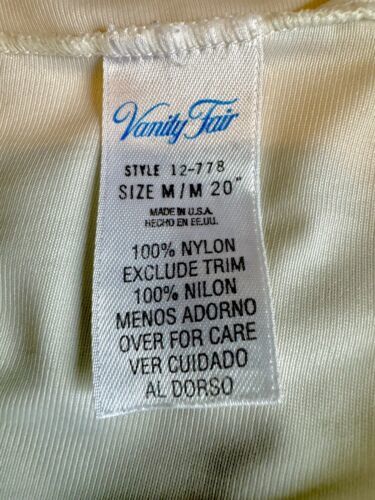 Vanity Fair
STYLE 12-778
SIZE M/M 20"
MADE IN U.S.A.
HECHO EN EE.UU.
100% NYLON
EXCLUDE TRIM
100% NILON
MENOS ADORNO
OVER FOR CARE
VER CUIDADO
AL DORSO